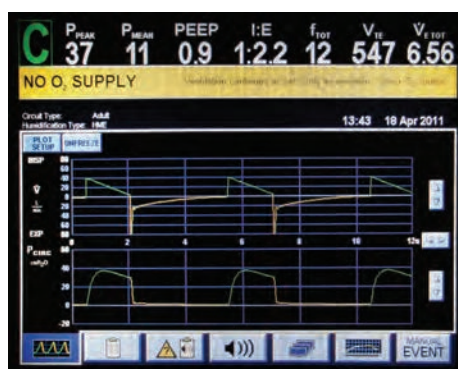 C PPEAK PMEAN PEEP I:E fTOT VTE V̇E TOT
37 11 0.9 1:2.2 12 547 6.56
NO O₂ SUPPLY
Circuit Type: Adult
Humidification Type: HME
13:43 18 Apr 2011
PLOT SETUP
UNFREEZE
INSP
80
60
40
20
0
20
40
60
80
V̇
L
min
EXP
0 2 4 6 8 10 12s
PCIRC
cmH₂O
60
40
20
0
-20
MANUAL
EVENT